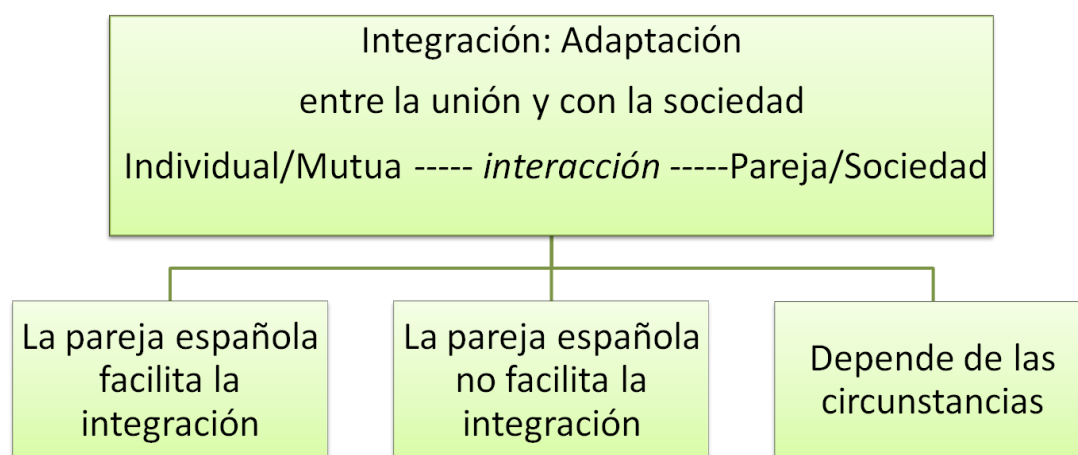 Integración: Adaptación
entre la unión y con la sociedad
Individual/Mutua ----- interacción -----Pareja/Sociedad
La pareja española
facilita la
integración
La pareja española
no facilita la
integración
Depende de las
circunstancias